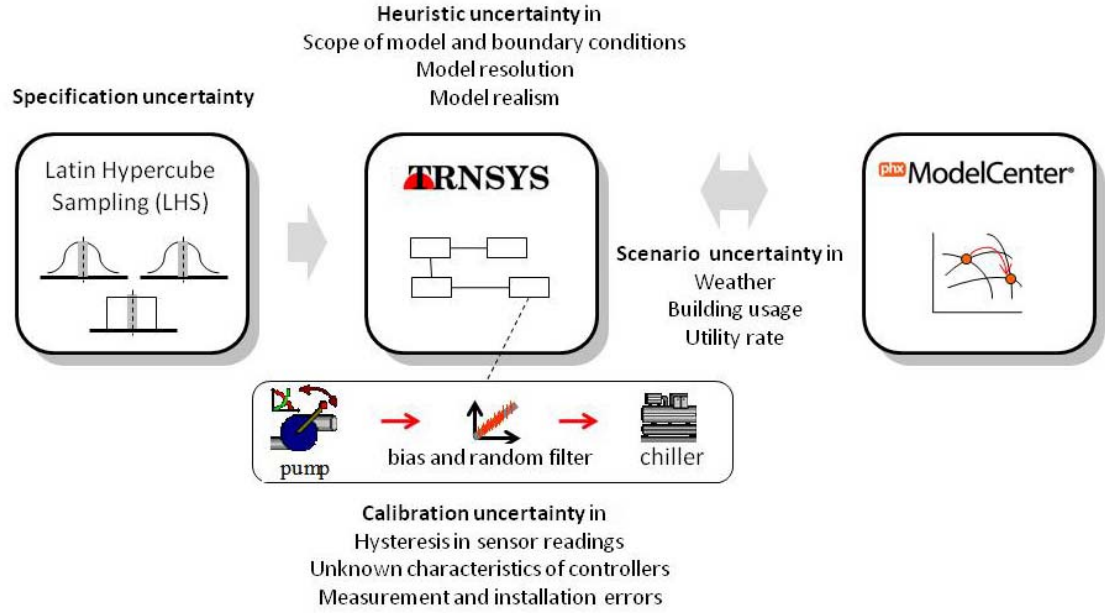 Heuristic uncertainty in
Scope of model and boundary conditions
Model resolution
Model realism
Specification uncertainty
Latin Hypercube
Sampling (LHS)
TRNSYS
phx ModelCenter®
Scenario uncertainty in
Weather
Building usage
Utility rate
pump
bias and random filter
chiller
Calibration uncertainty in
Hysteresis in sensor readings
Unknown characteristics of controllers
Measurement and installation errors